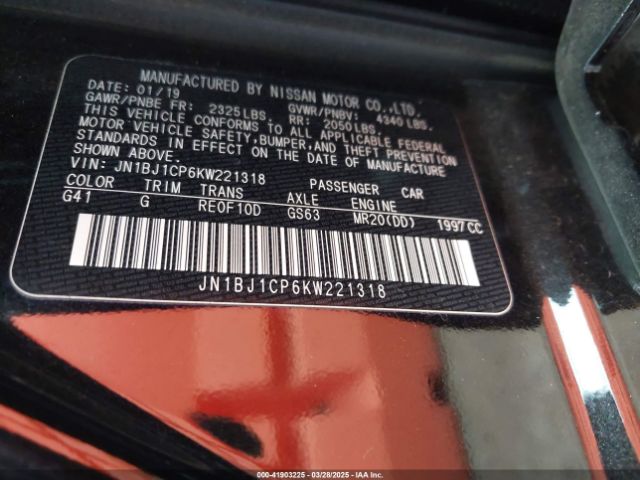 MANUFACTURED BY NISSAN MOTOR CO.,LTD.
DATE: 01/19
GAWR/PNBE FR: 2325LBS. GVWR/PNBV: 4340 LBS.
RR: 2050LBS.
THIS VEHICLE CONFORMS TO ALL APPLICABLE FEDERAL
MOTOR VEHICLE SAFETY,BUMPER,AND THEFT PREVENTION
STANDARDS IN EFFECT ON THE DATE OF MANUFACTURE
SHOWN ABOVE.
VIN: JN1BJ1CP6KW221318 PASSENGER CAR
COLOR TRIM TRANS AXLE ENGINE
G41 G RE0F10D GS63 MR20(DD) 1997CC
JN1BJ1CP6KW221318
000-41903225 | 03/28/2025 | Copart, Inc.